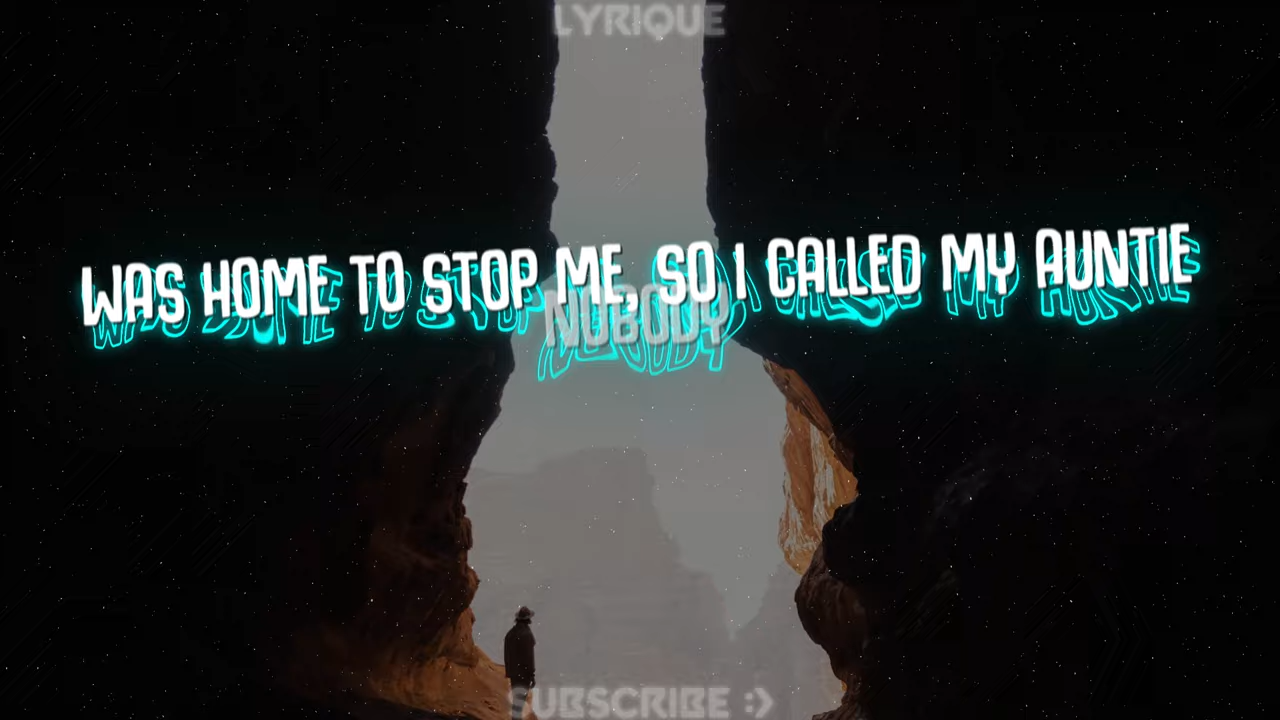 LYRIQUE
WAS HOME TO STOP ME, SO I CALLED MY AUNTIE
NOBODY
SUBSCRIBE :>